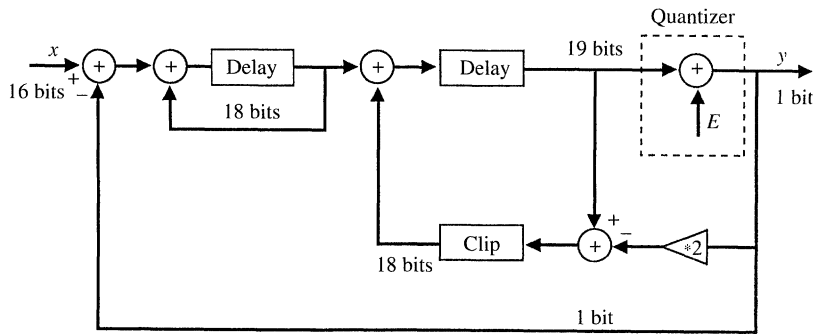 Quantizer
x
+
−
16 bits
+
+
Delay
18 bits
+
Delay
19 bits
+
E
y
1 bit
+
−
+
*2
Clip
18 bits
1 bit